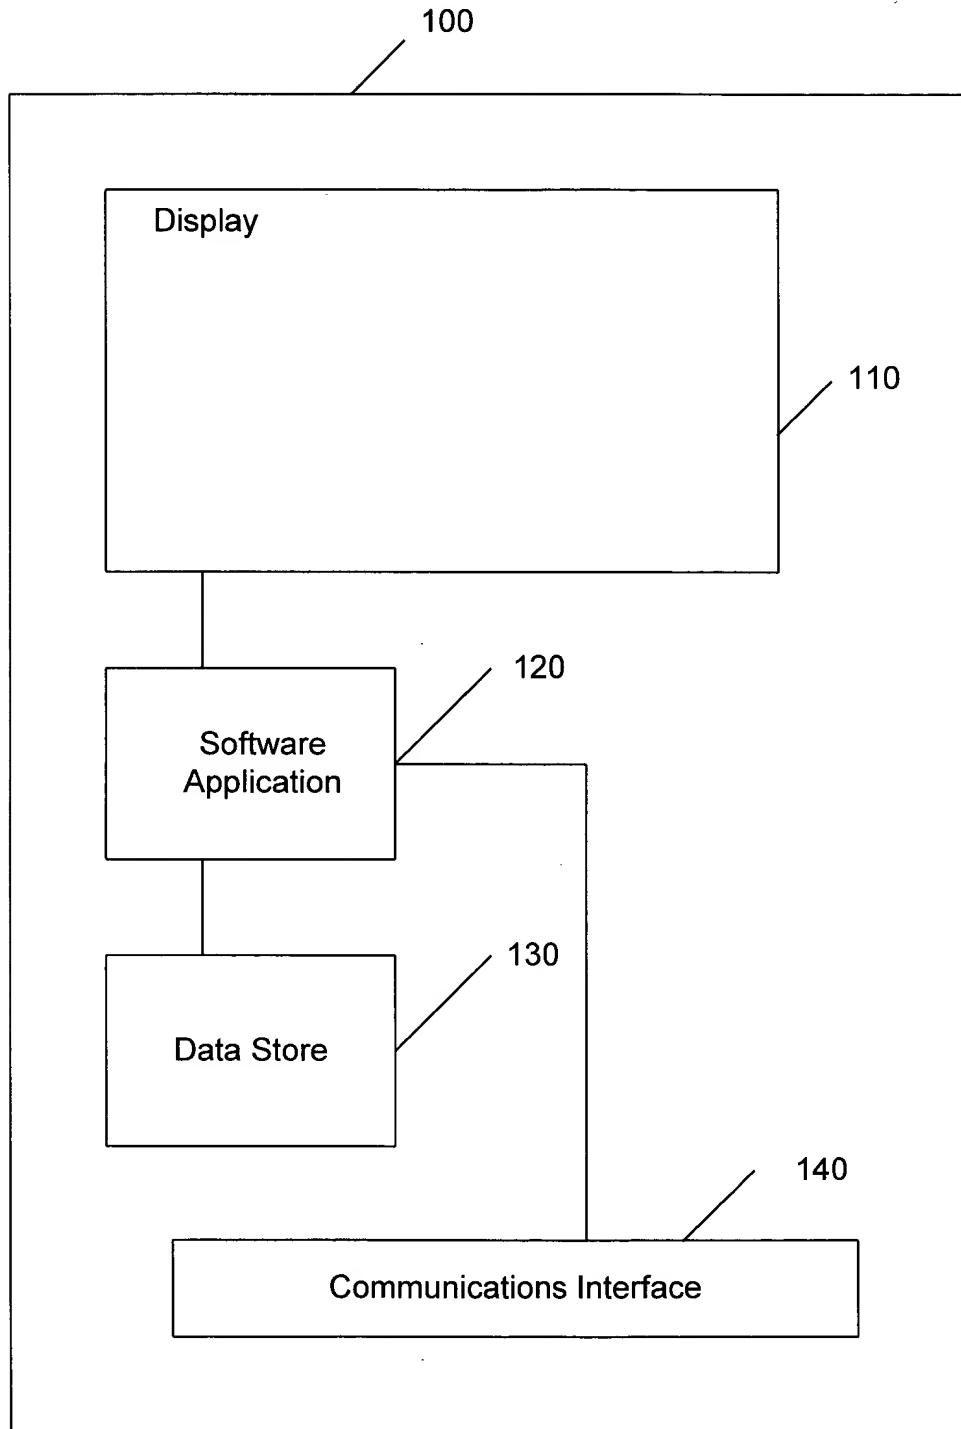 100
Display
110
120
Software
Application
130
Data Store
140
Communications Interface